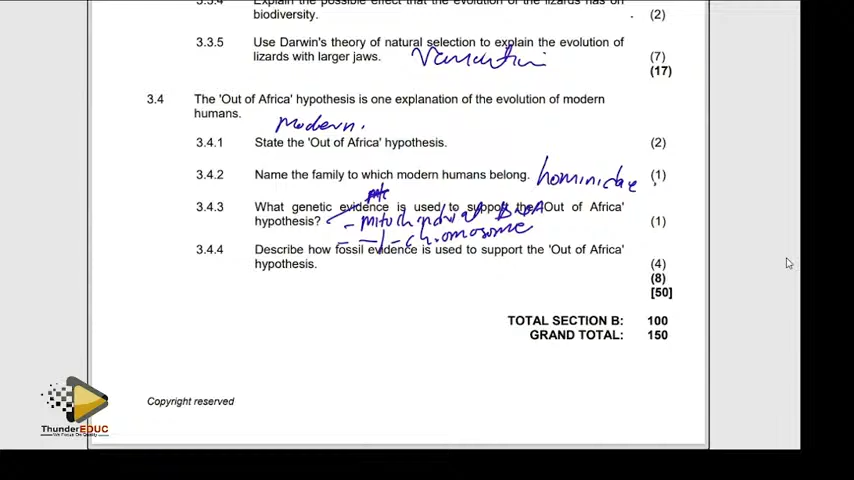 3.3.4 Explain the possible effect that the evolution of the lizards has on
biodiversity. (2)
3.3.5 Use Darwin's theory of natural selection to explain the evolution of
lizards with larger jaws. (7)
(17)
3.4 The 'Out of Africa' hypothesis is one explanation of the evolution of modern
humans.
Modern.
3.4.1 State the 'Out of Africa' hypothesis. (2)
3.4.2 Name the family to which modern humans belong. hominidae (1)
3.4.3 What genetic evidence is used to support the 'Out of Africa'
hypothesis? - mitochondrial DNA (1)
chromosome
3.4.4 Describe how fossil evidence is used to support the 'Out of Africa'
hypothesis. (4)
(8)
[50]
TOTAL SECTION B: 100
GRAND TOTAL: 150
Copyright reserved
ThunderEDUC